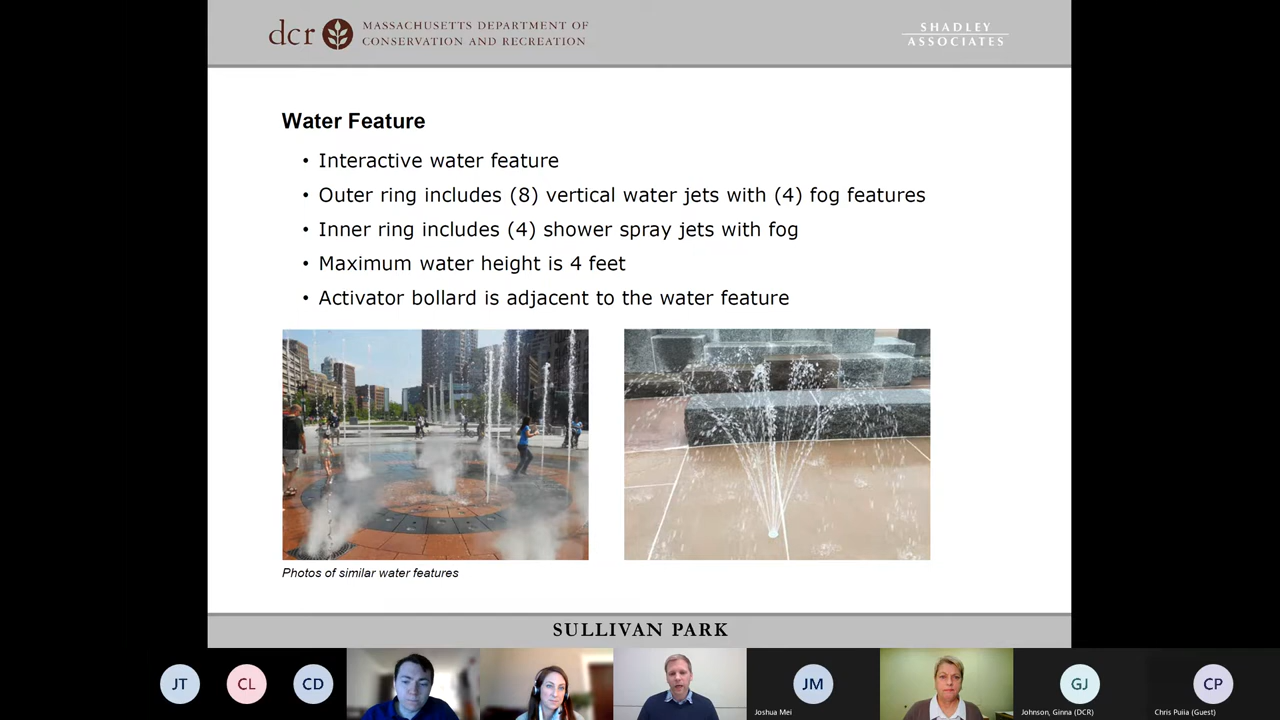 dcr
MASSACHUSETTS DEPARTMENT OF
CONSERVATION AND RECREATION
SHADLEY
ASSOCIATES
Water Feature
• Interactive water feature
• Outer ring includes (8) vertical water jets with (4) fog features
• Inner ring includes (4) shower spray jets with fog
• Maximum water height is 4 feet
• Activator bollard is adjacent to the water feature
Photos of similar water features
SULLIVAN PARK
JT
CL
CD
JM
Joshua Mei
GJ
Johnson, Ginna (DCR)
CP
Chris Puiia (Guest)